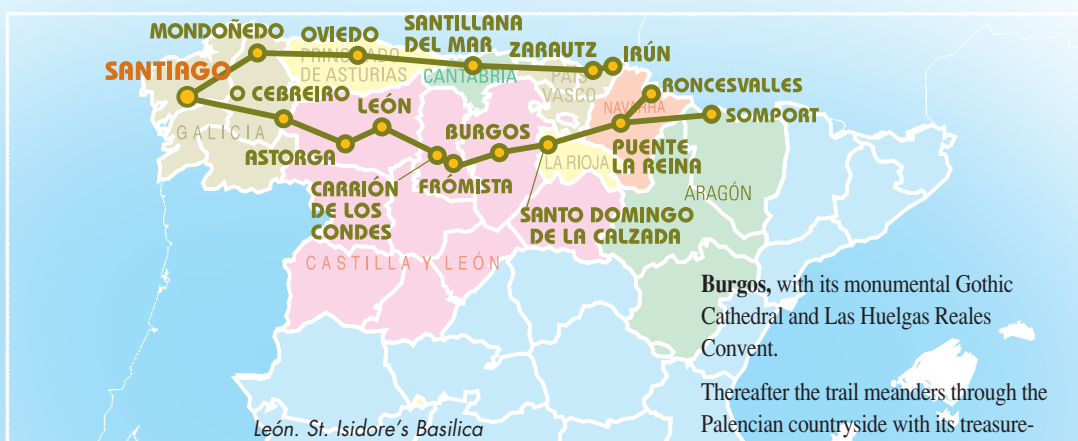 MONDOÑEDO
OVIEDO
SANTILLANA
DEL MAR
ZARAUTZ
IRÚN
SANTIAGO
PRINCIPADO
DE ASTURIAS
CANTABRIA
PAÍS
VASCO
RONCESVALLES
O CEBREIRO
LEÓN
NAVARRA
SOMPORT
GALICIA
BURGOS
ASTORGA
LA RIOJA
PUENTE
LA REINA
CARRIÓN
DE LOS
CONDES
FRÓMISTA
ARAGÓN
SANTO DOMINGO
DE LA CALZADA
CASTILLA Y LEÓN
Burgos, with its monumental Gothic
Cathedral and Las Huelgas Reales
Convent.
Thereafter the trail meanders through the
Palencian countryside with its treasure-
León. St. Isidore's Basilica